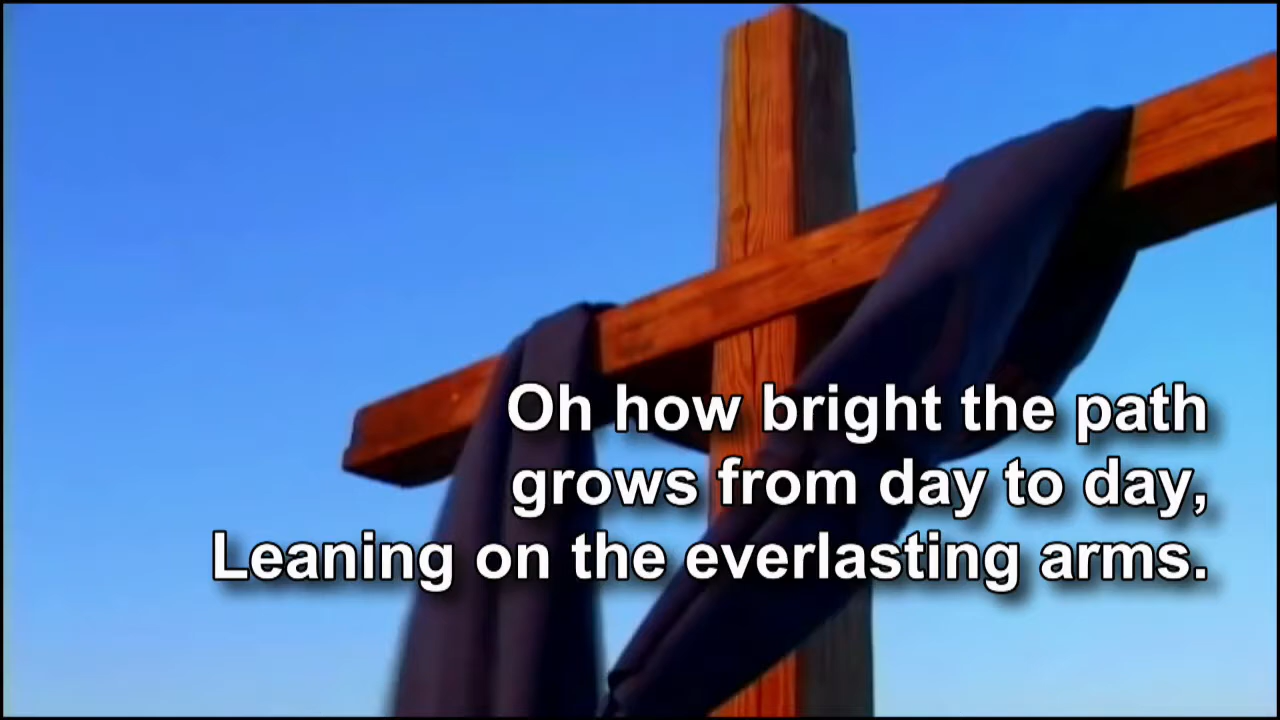 Oh how bright the path
grows from day to day,
Leaning on the everlasting arms.